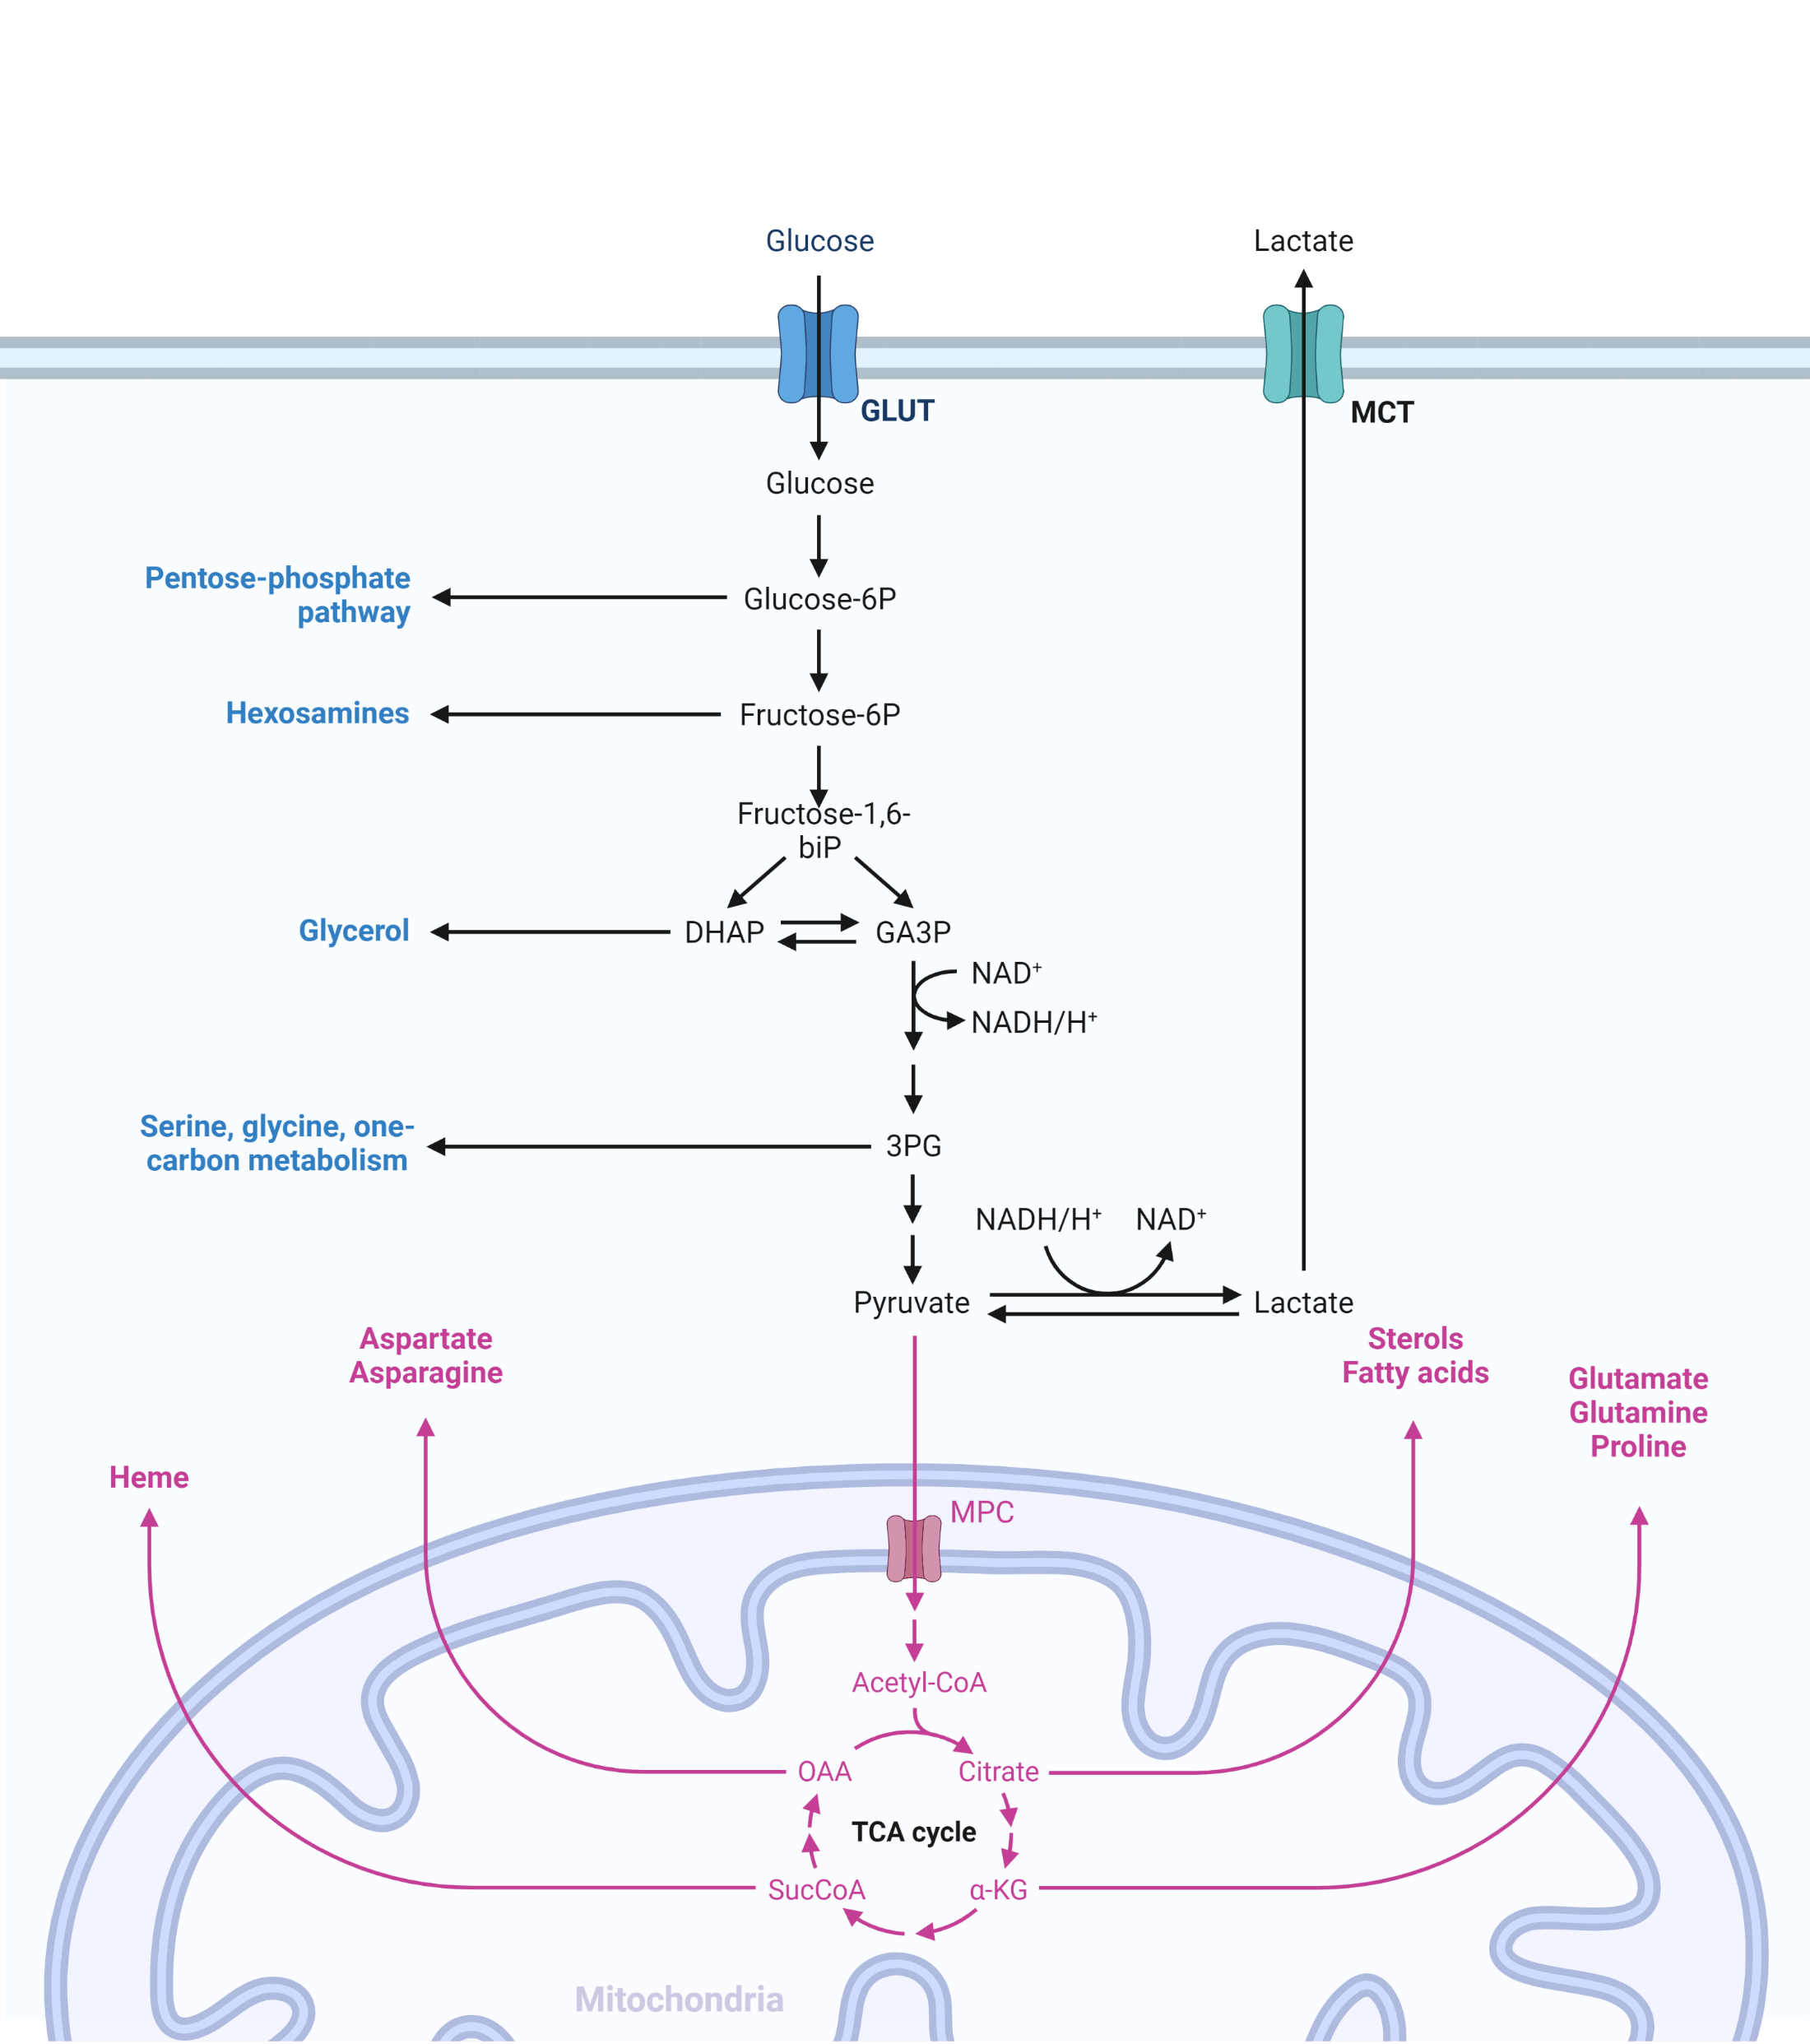 Glucose
Lactate
GLUT
MCT
Glucose
Pentose-phosphate
pathway
Glucose-6P
Hexosamines
Fructose-6P
Fructose-1,6-
biP
Glycerol
DHAP
GA3P
NAD⁺
NADH/H⁺
Serine, glycine, one-
carbon metabolism
3PG
NADH/H⁺
NAD⁺
Pyruvate
Lactate
Aspartate
Asparagine
Sterols
Fatty acids
Glutamate
Glutamine
Proline
Heme
MPC
Acetyl-CoA
OAA
Citrate
TCA cycle
SucCoA
α-KG
Mitochondria